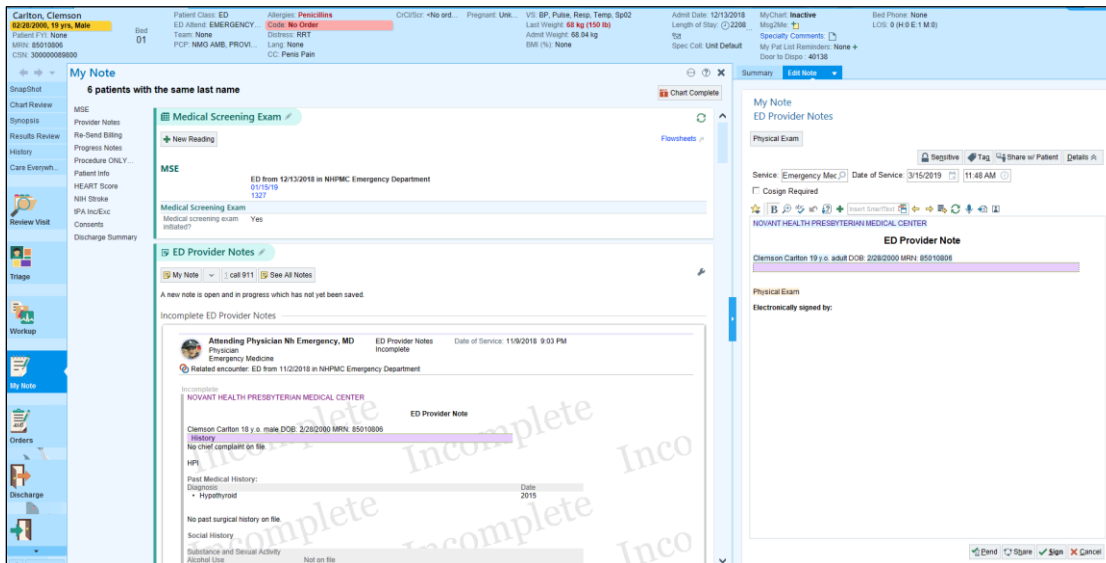 Carlton, Clemson
02/28/2000, 19 yrs, Male
Patient FYI: None
MRN: 85010806
CSN: 300000089800
Bed
01
Patient Class: ED
ED Attend: EMERGENCY...
Team: None
PCP: NMG AMB, PROVI...
Allergies: Penicillins
Code: No Order
Distress: RRT
Lang: None
CC: Penis Pain
CrCl/Scr: <No ord...
Pregnant: Unk...
VS: BP, Pulse, Resp, Temp, Sp02
Last Weight: 68 kg (150 lb)
Admit Weight: 68.04 kg
BMI (%): None
Admit Date: 12/13/2018
Length of Stay: 2208
Spec Coll: Unit Default
MyChart: Inactive
Msg2Me:
Specialty Comments:
My Pat List Reminders: None +
Door to Dispo: 40138
Bed Phone: None
LOS: 0 (H:0 E:1 M:0)
SnapShot
Chart Review
Synopsis
Results Review
History
Care Everywh...
Review Visit
Triage
Workup
My Note
Orders
Discharge
My Note
6 patients with the same last name
Chart Complete
MSE
Provider Notes
Re-Send Billing
Progress Notes
Procedure ONLY...
Patient Info
HEART Score
NIH Stroke
tPA Inc/Exc
Consents
Discharge Summary
Medical Screening Exam
New Reading
Flowsheets
MSE
ED from 12/13/2018 in NHPMC Emergency Department
01/15/19
1327
Medical Screening Exam
Medical screening exam Yes
initiated?
ED Provider Notes
My Note 1 call 911 See All Notes
A new note is open and in progress which has not yet been saved.
Incomplete ED Provider Notes
Attending Physician Nh Emergency, MD
Physician
Emergency Medicine
ED Provider Notes
Incomplete
Date of Service: 11/9/2018 9:03 PM
Related encounter: ED from 11/2/2018 in NHPMC Emergency Department
Incomplete
NOVANT HEALTH PRESBYTERIAN MEDICAL CENTER
ED Provider Note
Clemson Carlton 18 y.o. male DOB: 2/28/2000 MRN: 85010806
History
No chief complaint on file.
HPI
Past Medical History:
Diagnosis Date
• Hypothyroid 2015
No past surgical history on file.
Social History
Substance and Sexual Activity
Alcohol Use Not on file
Incomplete
Incomplete
Inco
Incomplete
Incomplete
Inco
Summary Edit Note
My Note
ED Provider Notes
Physical Exam
Sensitive Tag Share w/ Patient Details
Service: Emergency Mec Date of Service: 3/15/2019 11:48 AM
Cosign Required
B Insert SmartText
NOVANT HEALTH PRESBYTERIAN MEDICAL CENTER
ED Provider Note
Clemson Carlton 19 y.o. adult DOB: 2/28/2000 MRN: 85010806
Physical Exam
Electronically signed by:
Pend Share Sign Cancel